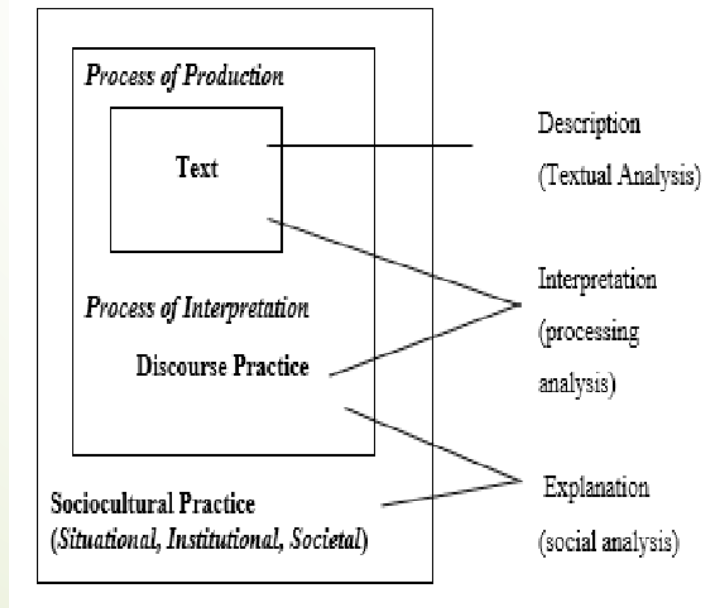 Process of Production
Text
Process of Interpretation
Discourse Practice
Sociocultural Practice
(Situational, Institutional, Societal)
Description
(Textual Analysis)
Interpretation
(processing
analysis)
Explanation
(social analysis)